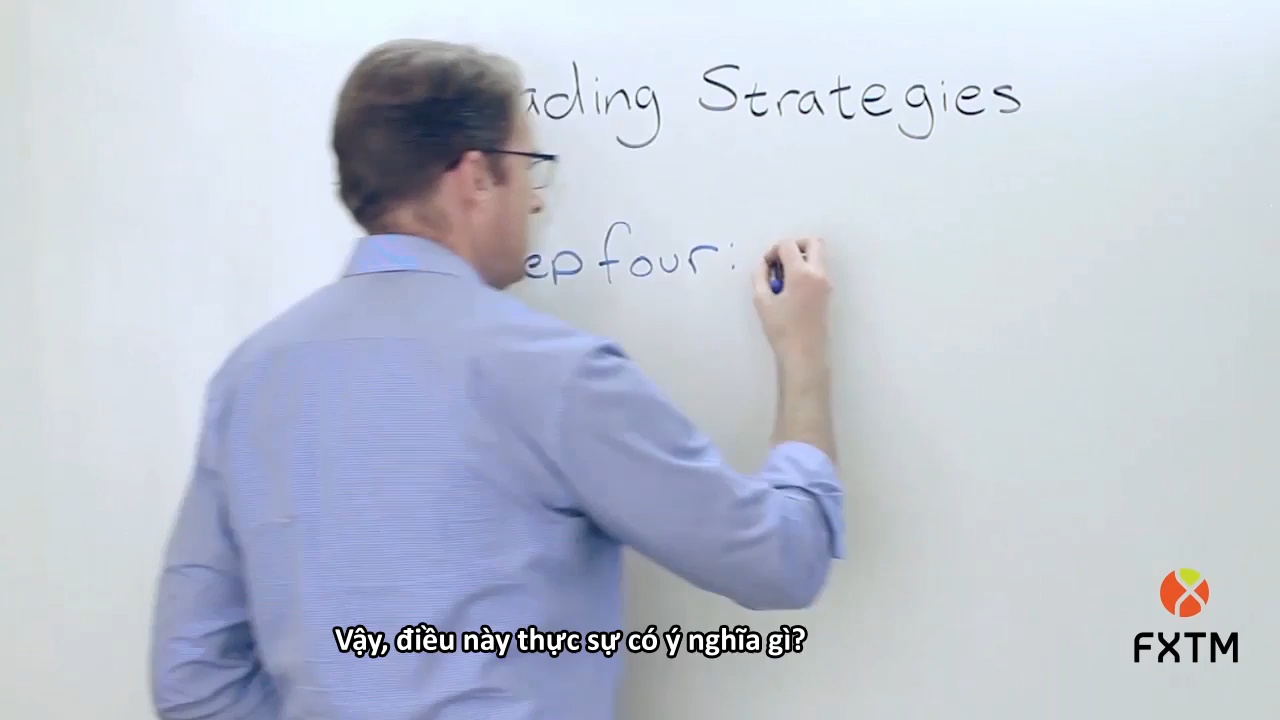 ading Strategies
ep four:
Vậy, điều này thực sự có ý nghĩa gì?
FXTM